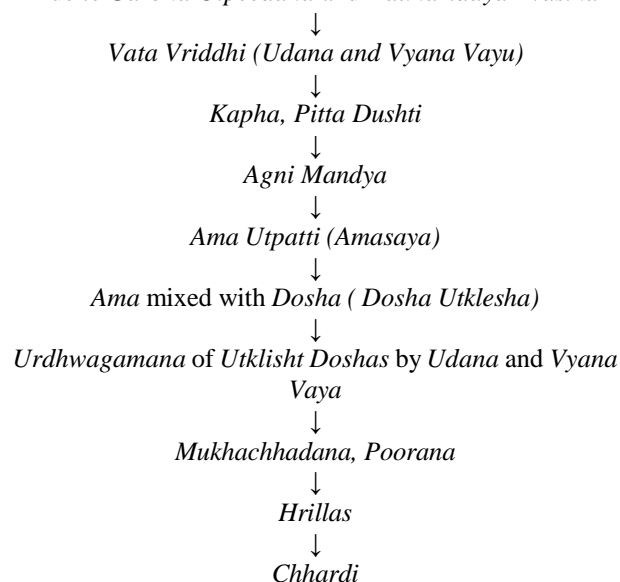 ↓
Vata Vriddhi (Udana and Vyana Vayu)
↓
Kapha, Pitta Dushti
↓
Agni Mandya
↓
Ama Utpatti (Amasaya)
↓
Ama mixed with Dosha ( Dosha Utklesha)
↓
Urdhwagamana of Utklisht Doshas by Udana and Vyana
Vaya
↓
Mukhachhadana, Poorana
↓
Hrillas
↓
Chhardi